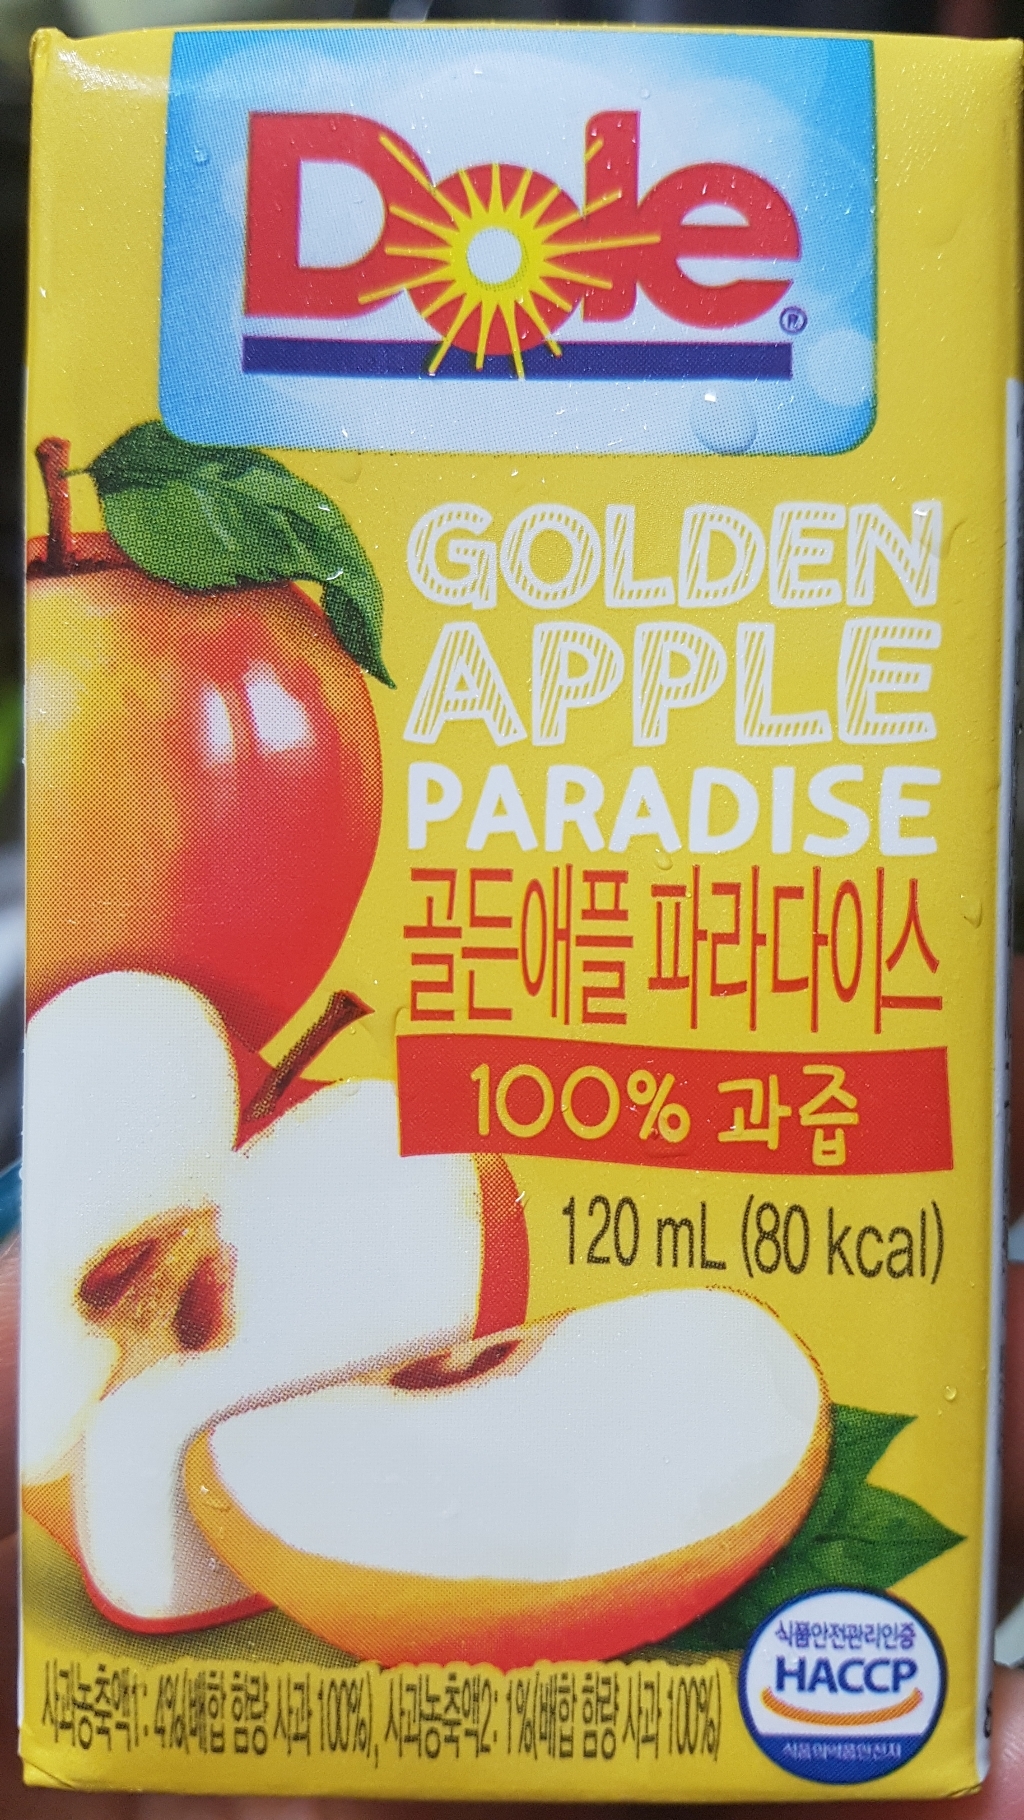 Dole®
GOLDEN
APPLE
PARADISE
골든애플 파라다이스
100% 과즙
120 mL (80 kcal)
식품안전관리인증
HACCP
식품의약품안전처
사과농축액1: 4%(배합 함량 사과 100%), 사과농축액2: 1%(배합 함량 사과 100%)